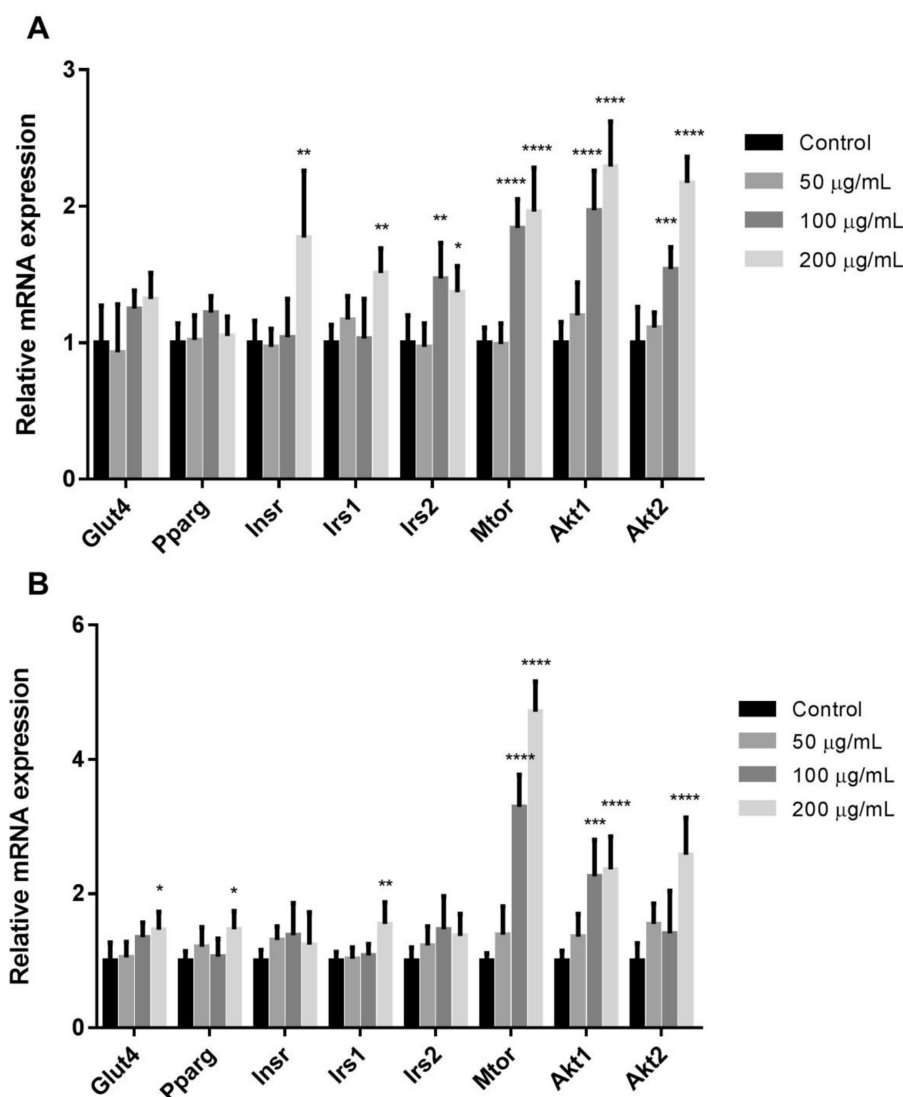 A
Relative mRNA expression
3
2
1
0
**
**
**
*
****
****
****
****
***
****
Glut4
Pparg
Insr
Irs1
Irs2
Mtor
Akt1
Akt2
Control
50 μg/mL
100 μg/mL
200 μg/mL
B
Relative mRNA expression
6
4
2
0
*
*
**
****
****
***
****
****
Glut4
Pparg
Insr
Irs1
Irs2
Mtor
Akt1
Akt2
Control
50 μg/mL
100 μg/mL
200 μg/mL